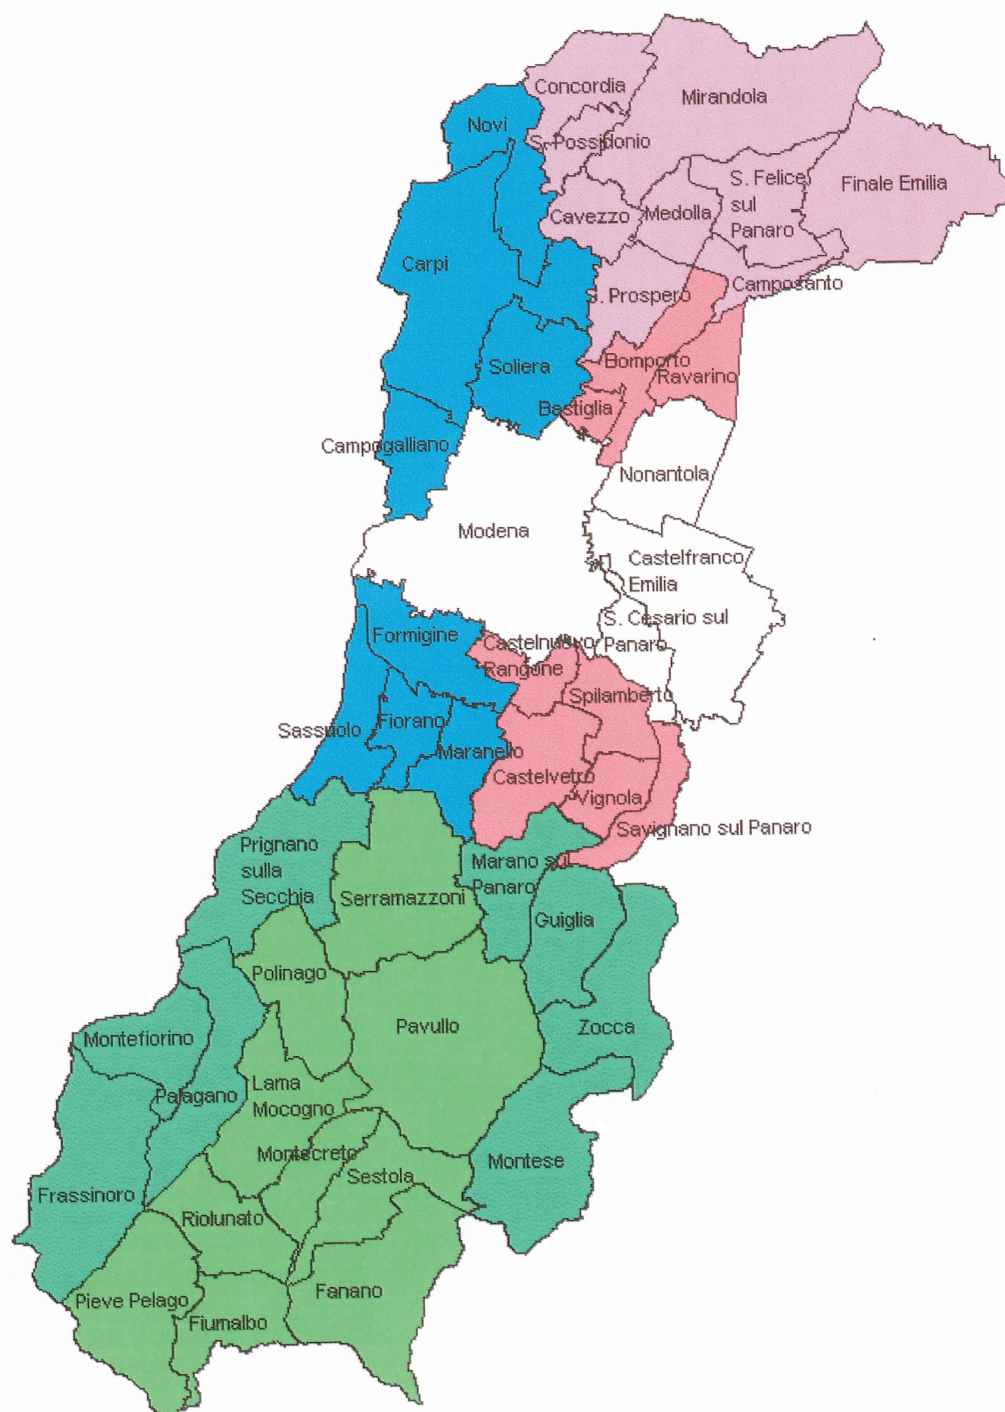 Concordia
Mirandola
Novi
S. Possidonio
S. Felice
sul
Panaro
Finale Emilia
Cavezzo
Medolla
Carpi
Camposanto
S. Prospero
Soliera
Bomporto
Ravarino
Bastiglia
Campogalliano
Nonantola
Modena
Castelfranco
Emilia
S. Cesario sul
Panaro
Formigine
Castelnuovo
Rangone
Spilamberto
Sassuolo
Fiorano
Maranello
Castelvetro
Vignola
Savignano sul Panaro
Prignano
sulla
Secchia
Serramazzoni
Marano sul
Panaro
Guiglia
Polinago
Pavullo
Zocca
Montefiorino
Palagano
Lama
Mocogno
Montecreto
Sestola
Montese
Frassinoro
Riolunato
Pieve Pelago
Fiumalbo
Fanano